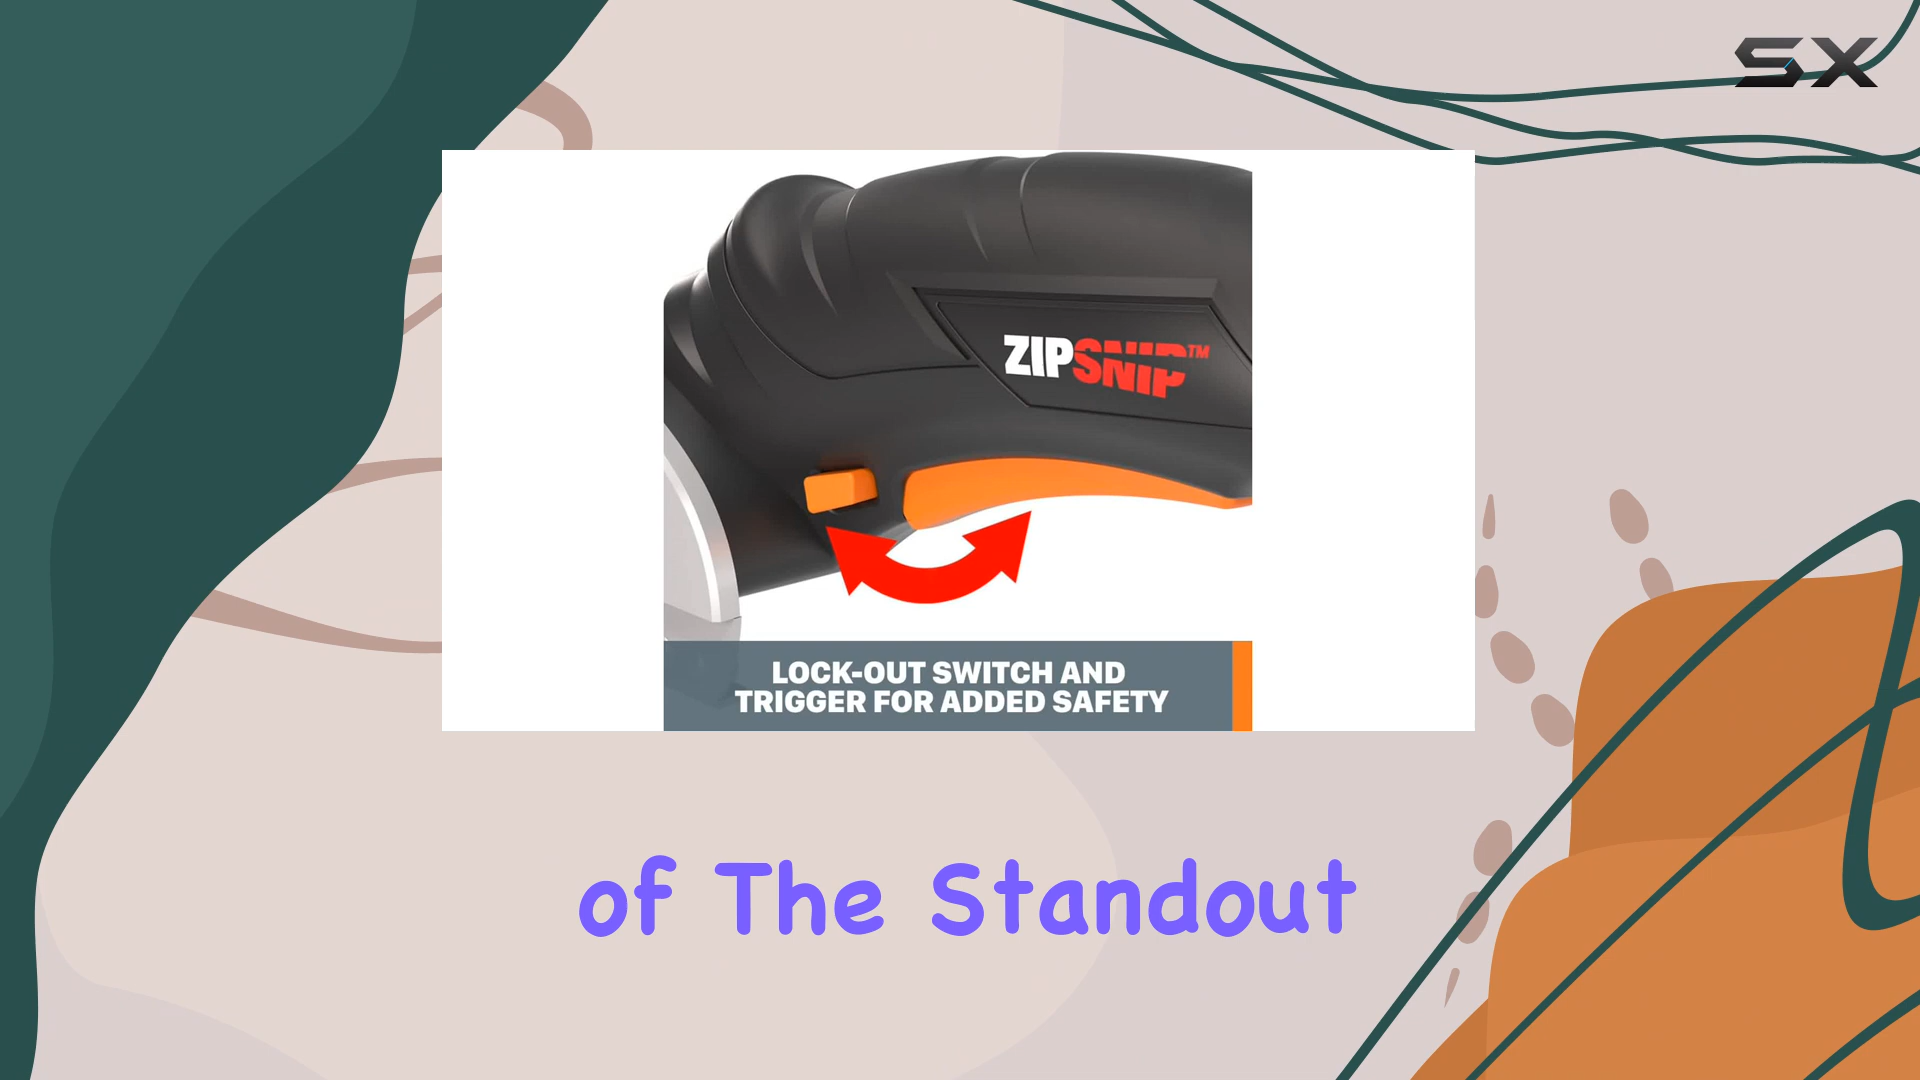 SX
ZIPSNIP™
LOCK-OUT SWITCH AND
TRIGGER FOR ADDED SAFETY
of The Standout